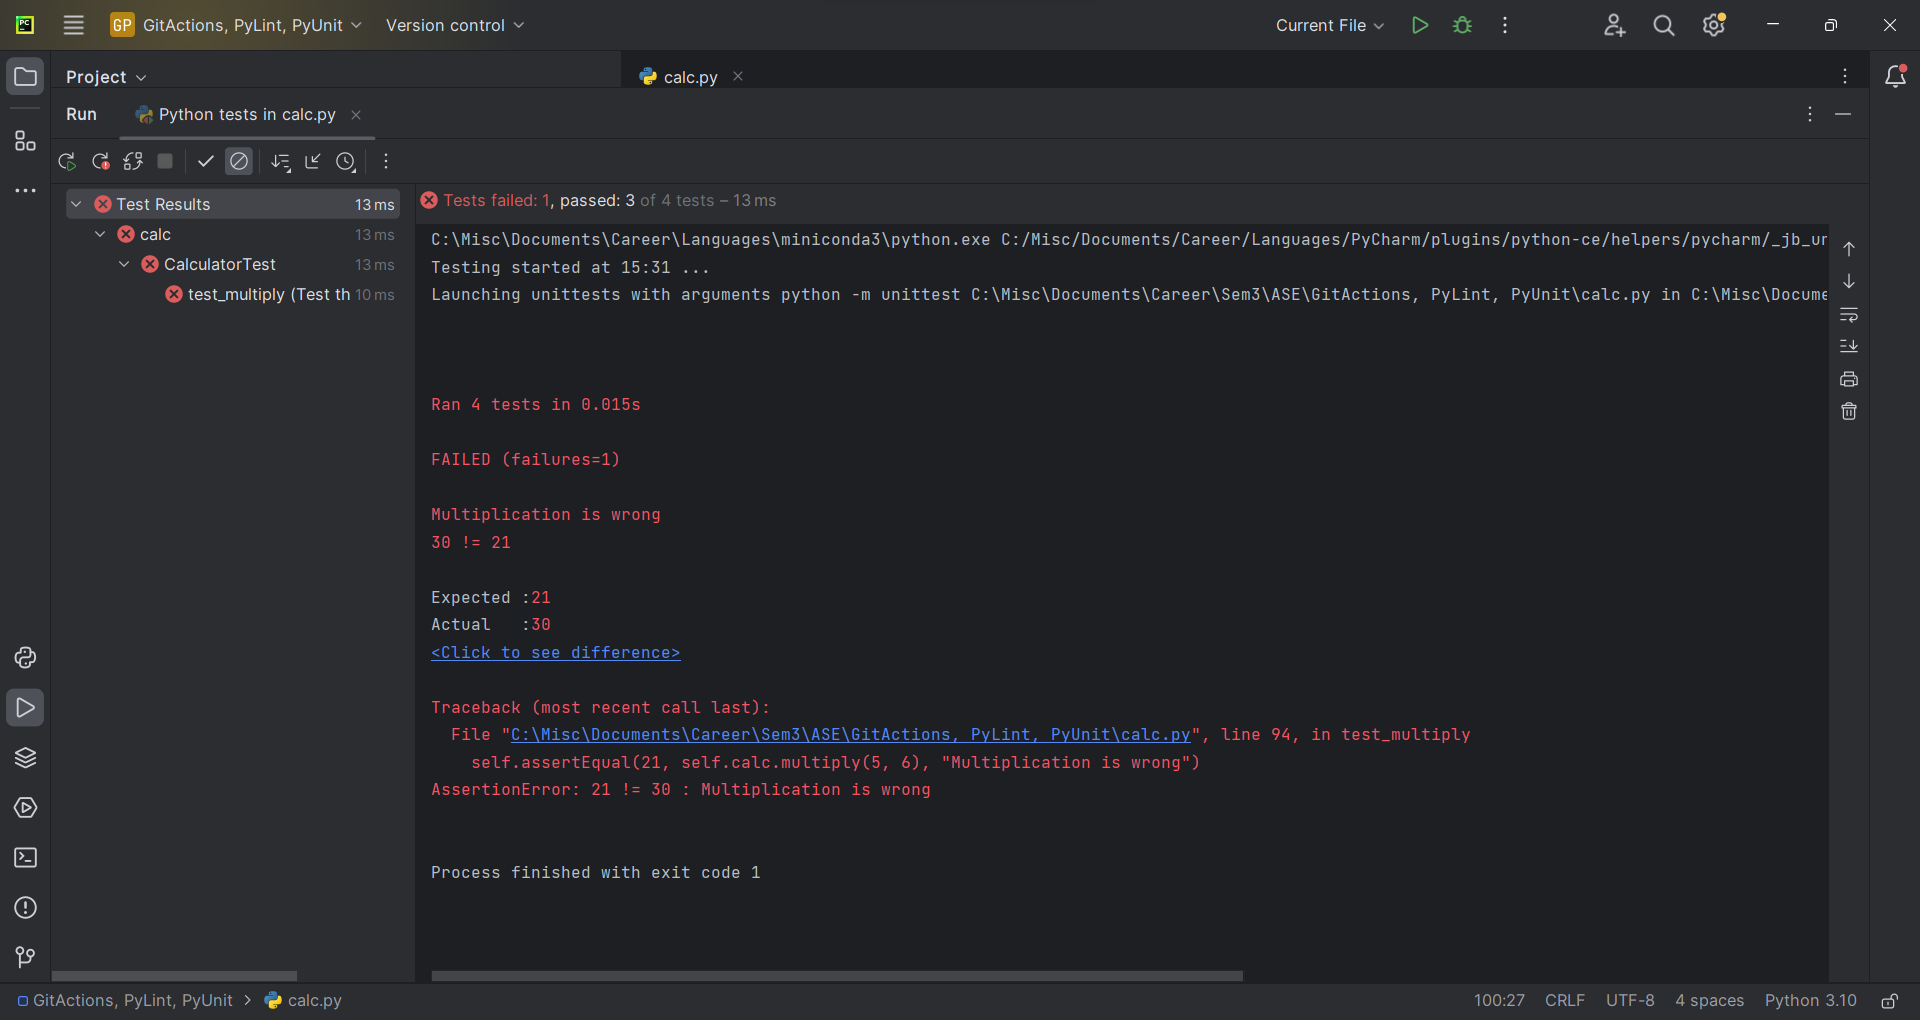 GP GitActions, PyLint, PyUnit Version control Current File
Project calc.py
Run Python tests in calc.py
Test Results 13 ms
calc 13 ms
CalculatorTest 13 ms
test_multiply (Test th 10 ms
Tests failed: 1, passed: 3 of 4 tests – 13 ms
C:\Misc\Documents\Career\Languages\miniconda3\python.exe C:/Misc/Documents/Career/Languages/PyCharm/plugins/python-ce/helpers/pycharm/_jb_ur
Testing started at 15:31 ...
Launching unittests with arguments python -m unittest C:\Misc\Documents\Career\Sem3\ASE\GitActions, PyLint, PyUnit\calc.py in C:\Misc\Docume
Ran 4 tests in 0.015s
FAILED (failures=1)
Multiplication is wrong
30 != 21
Expected :21
Actual   :30
<Click to see difference>
Traceback (most recent call last):
  File "C:\Misc\Documents\Career\Sem3\ASE\GitActions, PyLint, PyUnit\calc.py", line 94, in test_multiply
    self.assertEqual(21, self.calc.multiply(5, 6), "Multiplication is wrong")
AssertionError: 21 != 30 : Multiplication is wrong
Process finished with exit code 1
GitActions, PyLint, PyUnit > calc.py 100:27 CRLF UTF-8 4 spaces Python 3.10